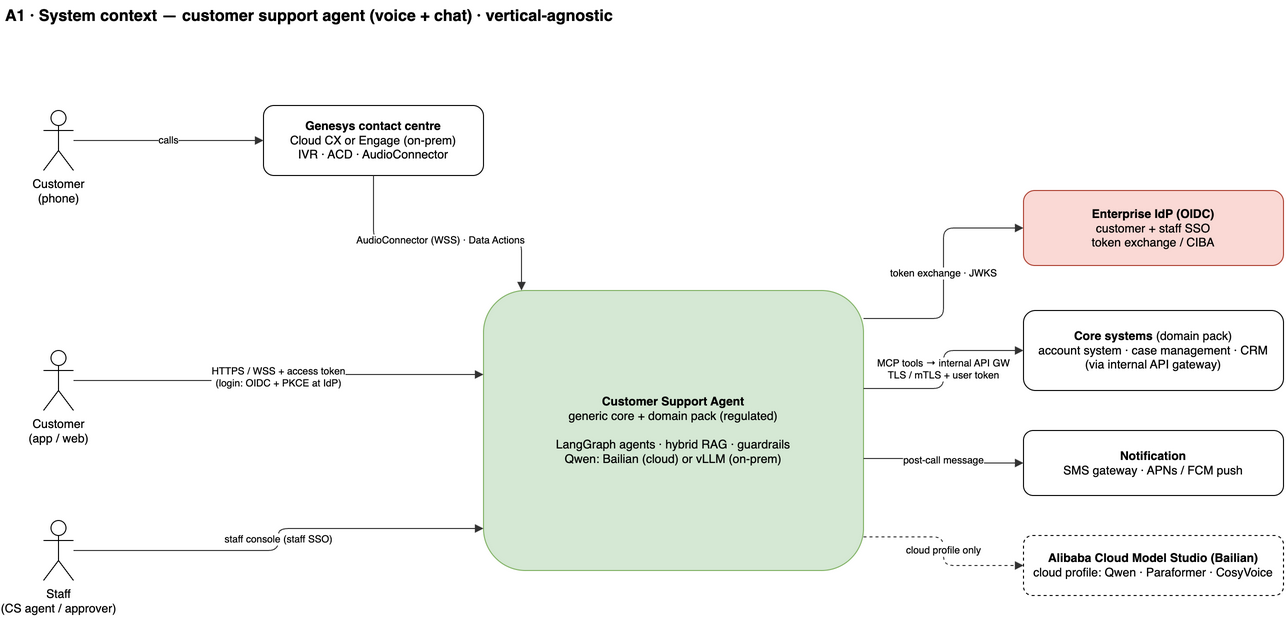 A1 · System context — customer support agent (voice + chat) · vertical-agnostic
Customer
(phone)
calls
Genesys contact centre
Cloud CX or Engage (on-prem)
IVR · ACD · AudioConnector
AudioConnector (WSS) · Data Actions
Customer
(app / web)
HTTPS / WSS + access token
(login: OIDC + PKCE at IdP)
Staff
(CS agent / approver)
staff console (staff SSO)
Customer Support Agent
generic core + domain pack (regulated)
LangGraph agents · hybrid RAG · guardrails
Qwen: Bailian (cloud) or vLLM (on-prem)
token exchange · JWKS
Enterprise IdP (OIDC)
customer + staff SSO
token exchange / CIBA
MCP tools → internal API GW
TLS / mTLS + user token
Core systems (domain pack)
account system · case management · CRM
(via internal API gateway)
post-call message
Notification
SMS gateway · APNs / FCM push
cloud profile only
Alibaba Cloud Model Studio (Bailian)
cloud profile: Qwen · Paraformer · CosyVoice